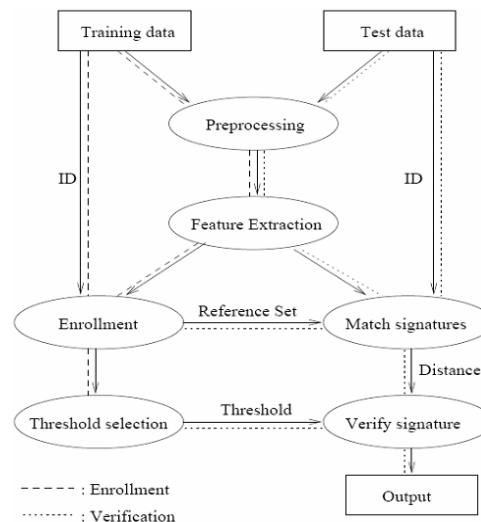 Training data
Test data
Preprocessing
ID
ID
Feature Extraction
Enrollment
Reference Set
Match signatures
Distance
Threshold selection
Threshold
Verify signature
: Enrollment
: Verification
Output